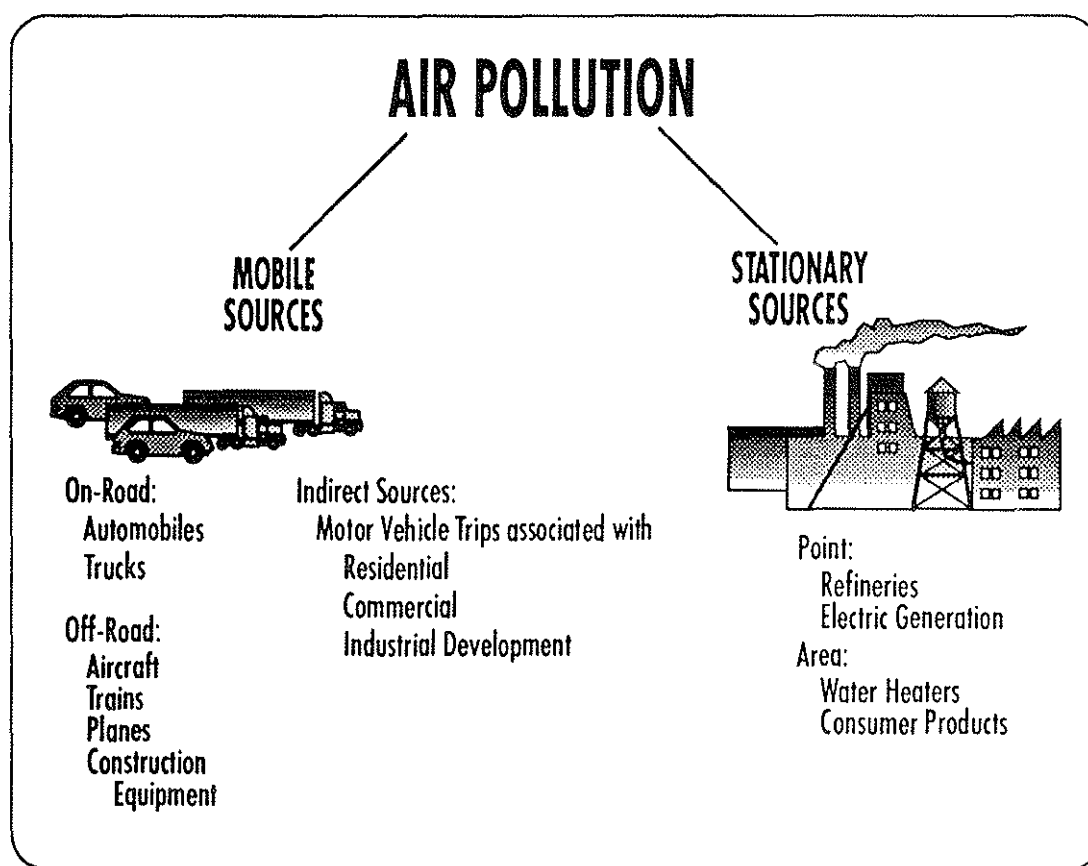 AIR POLLUTION
MOBILE
SOURCES
On-Road:
Automobiles
Trucks
Off-Road:
Aircraft
Trains
Planes
Construction
Equipment
Indirect Sources:
Motor Vehicle Trips associated with
Residential
Commercial
Industrial Development
STATIONARY
SOURCES
Point:
Refineries
Electric Generation
Area:
Water Heaters
Consumer Products